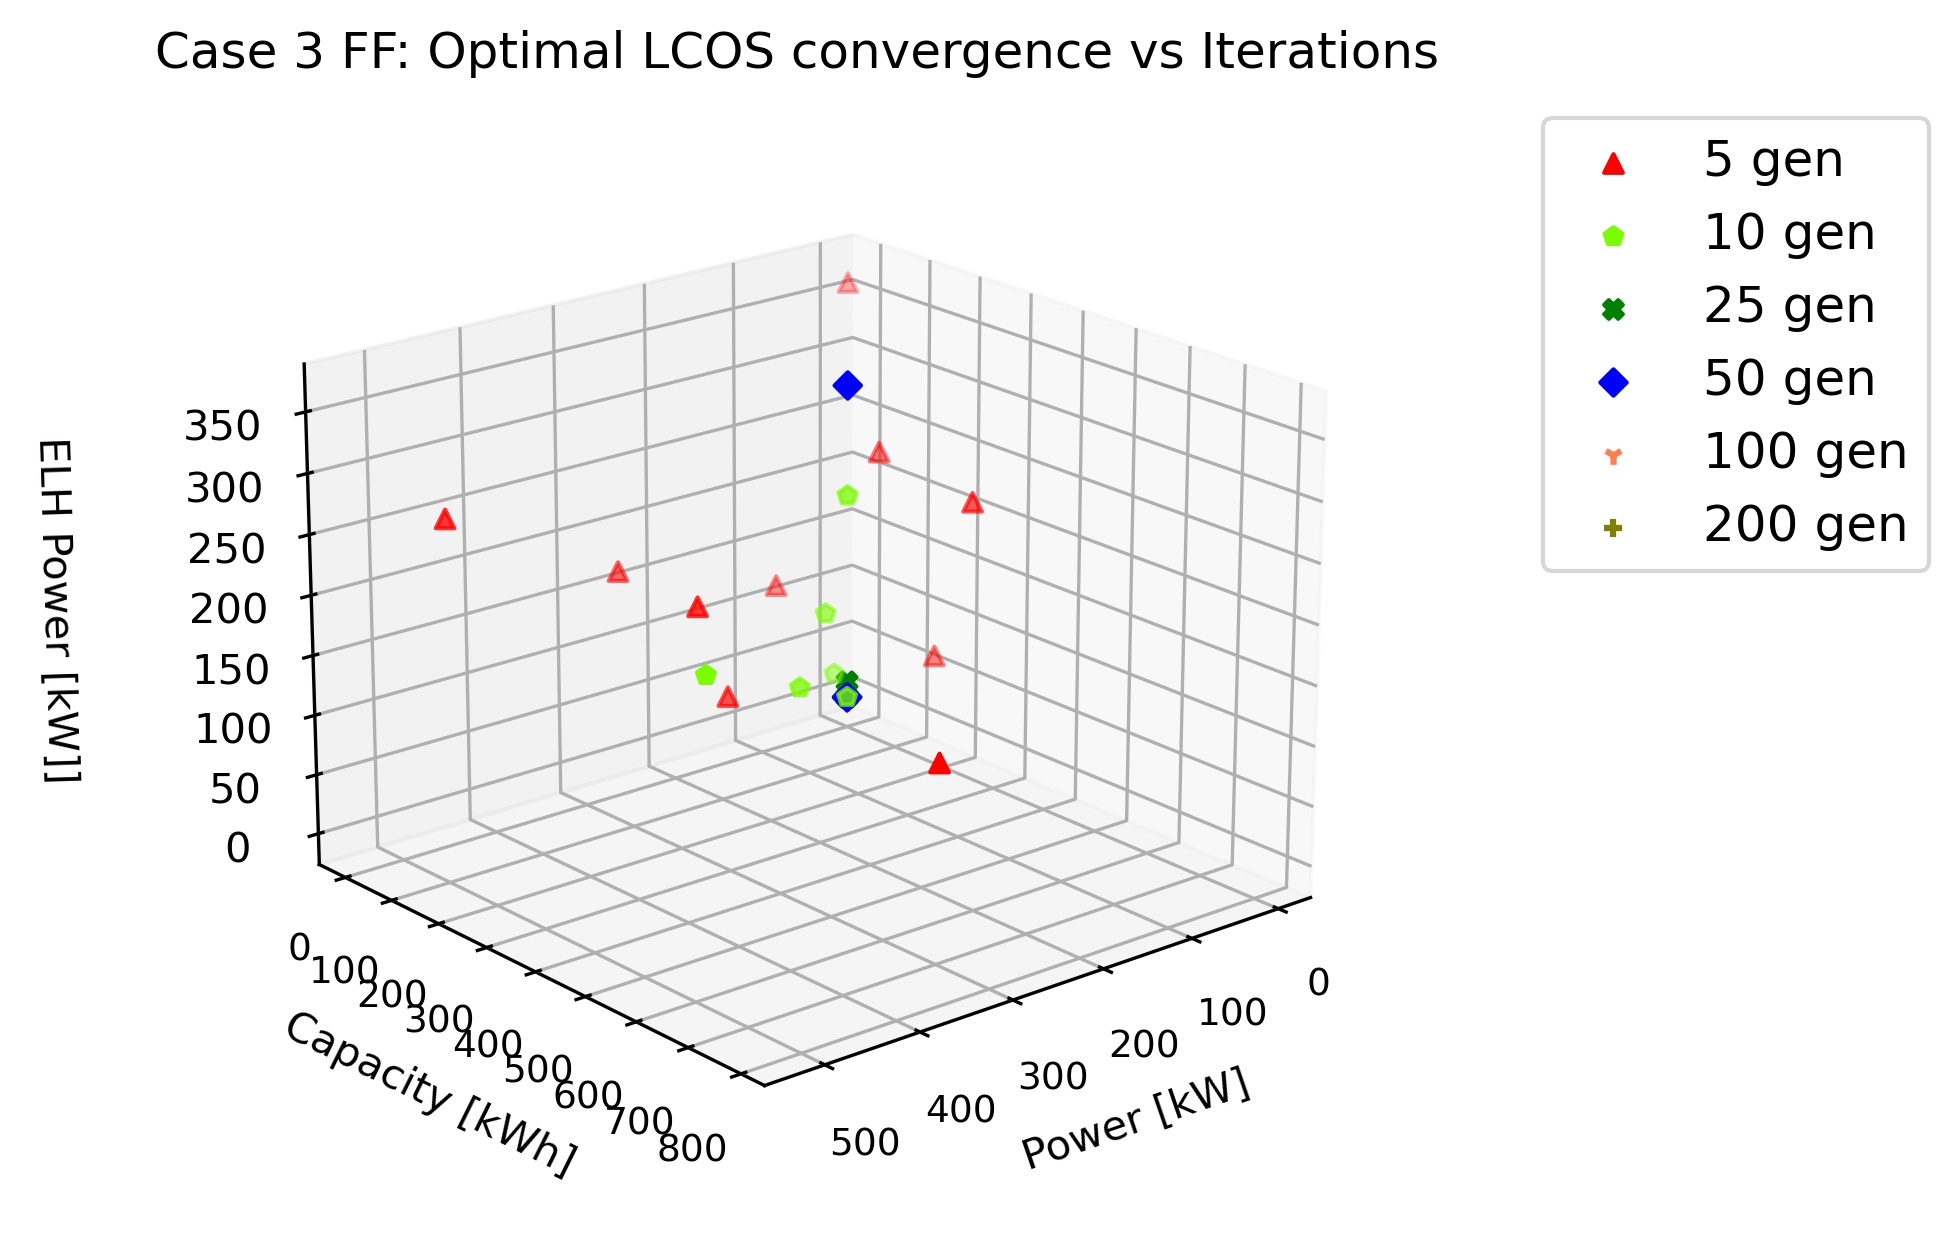 Case 3 FF: Optimal LCOS convergence vs Iterations
5 gen
10 gen
25 gen
50 gen
100 gen
200 gen
ELH Power [kW]]
350
300
250
200
150
100
50
0
0
100
200
300
400
500
600
700
800
Capacity [kWh]
0
100
200
300
400
500
Power [kW]